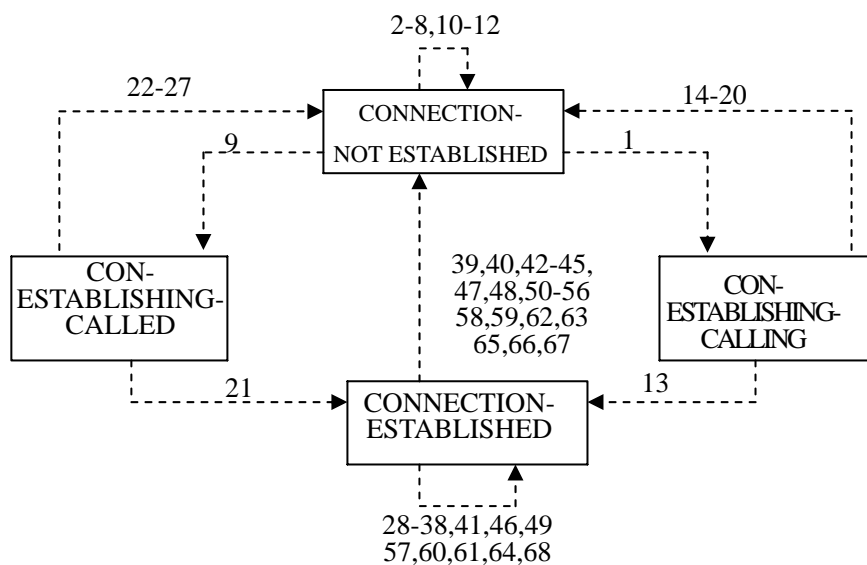 2-8,10-12
22-27
14-20
CONNECTION-
NOT ESTABLISHED
9
1
CON-
ESTABLISHING-
CALLED
39,40,42-45,
47,48,50-56
58,59,62,63
65,66,67
CON-
ESTABLISHING-
CALLING
21
13
CONNECTION-
ESTABLISHED
28-38,41,46,49
57,60,61,64,68